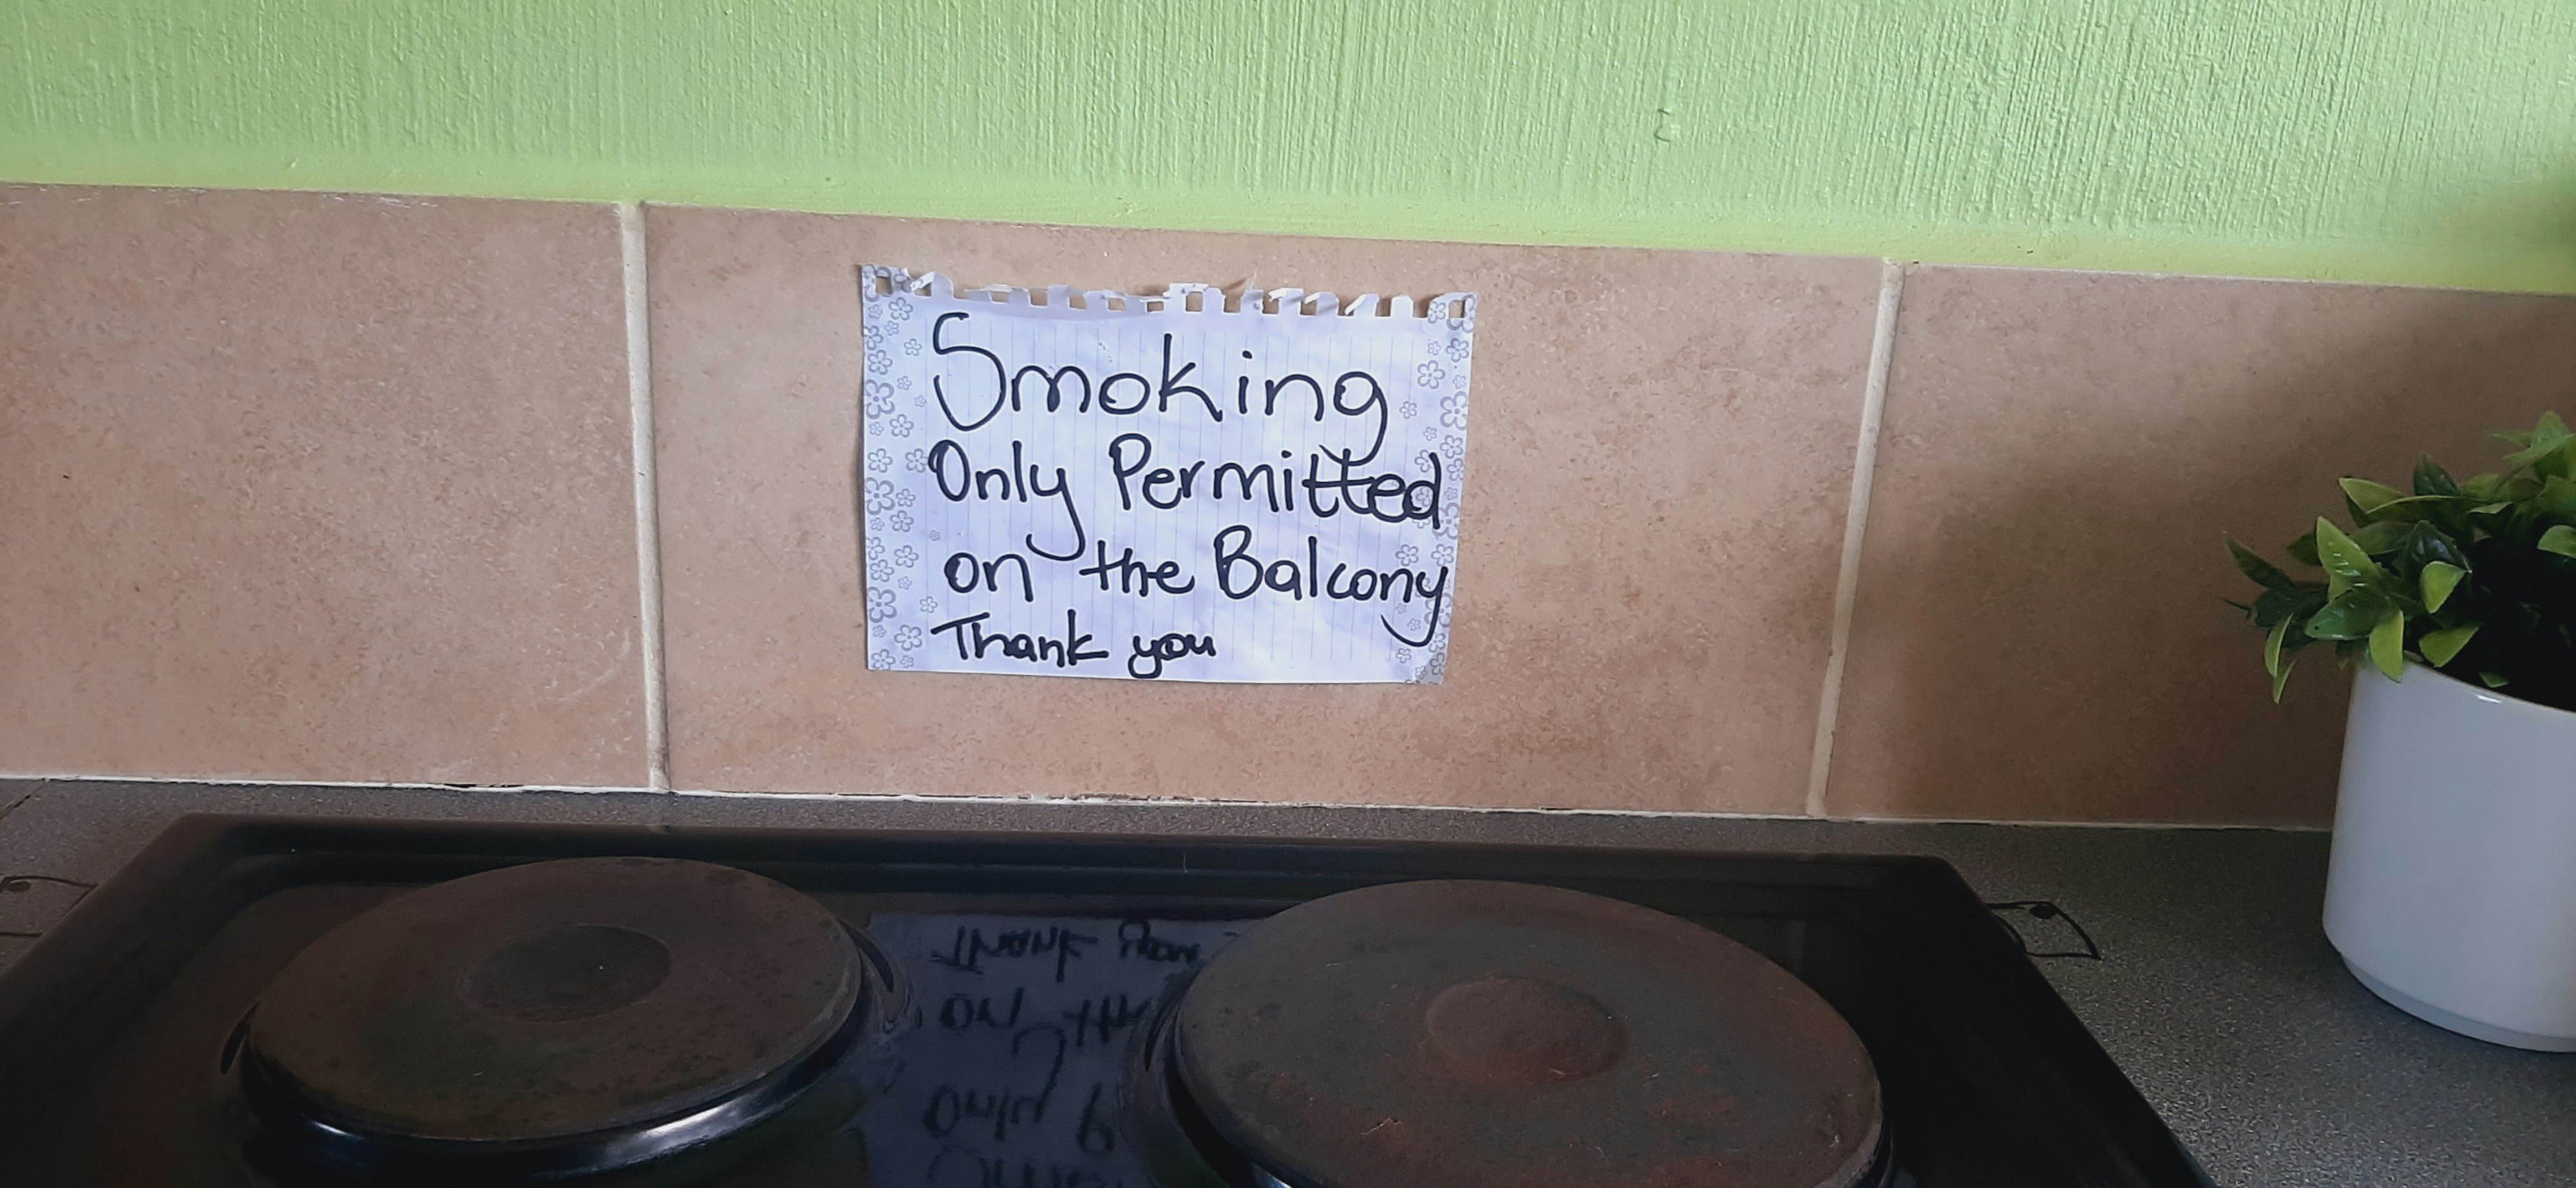 Smoking
Only Permitted
on the Balcony
Thank you